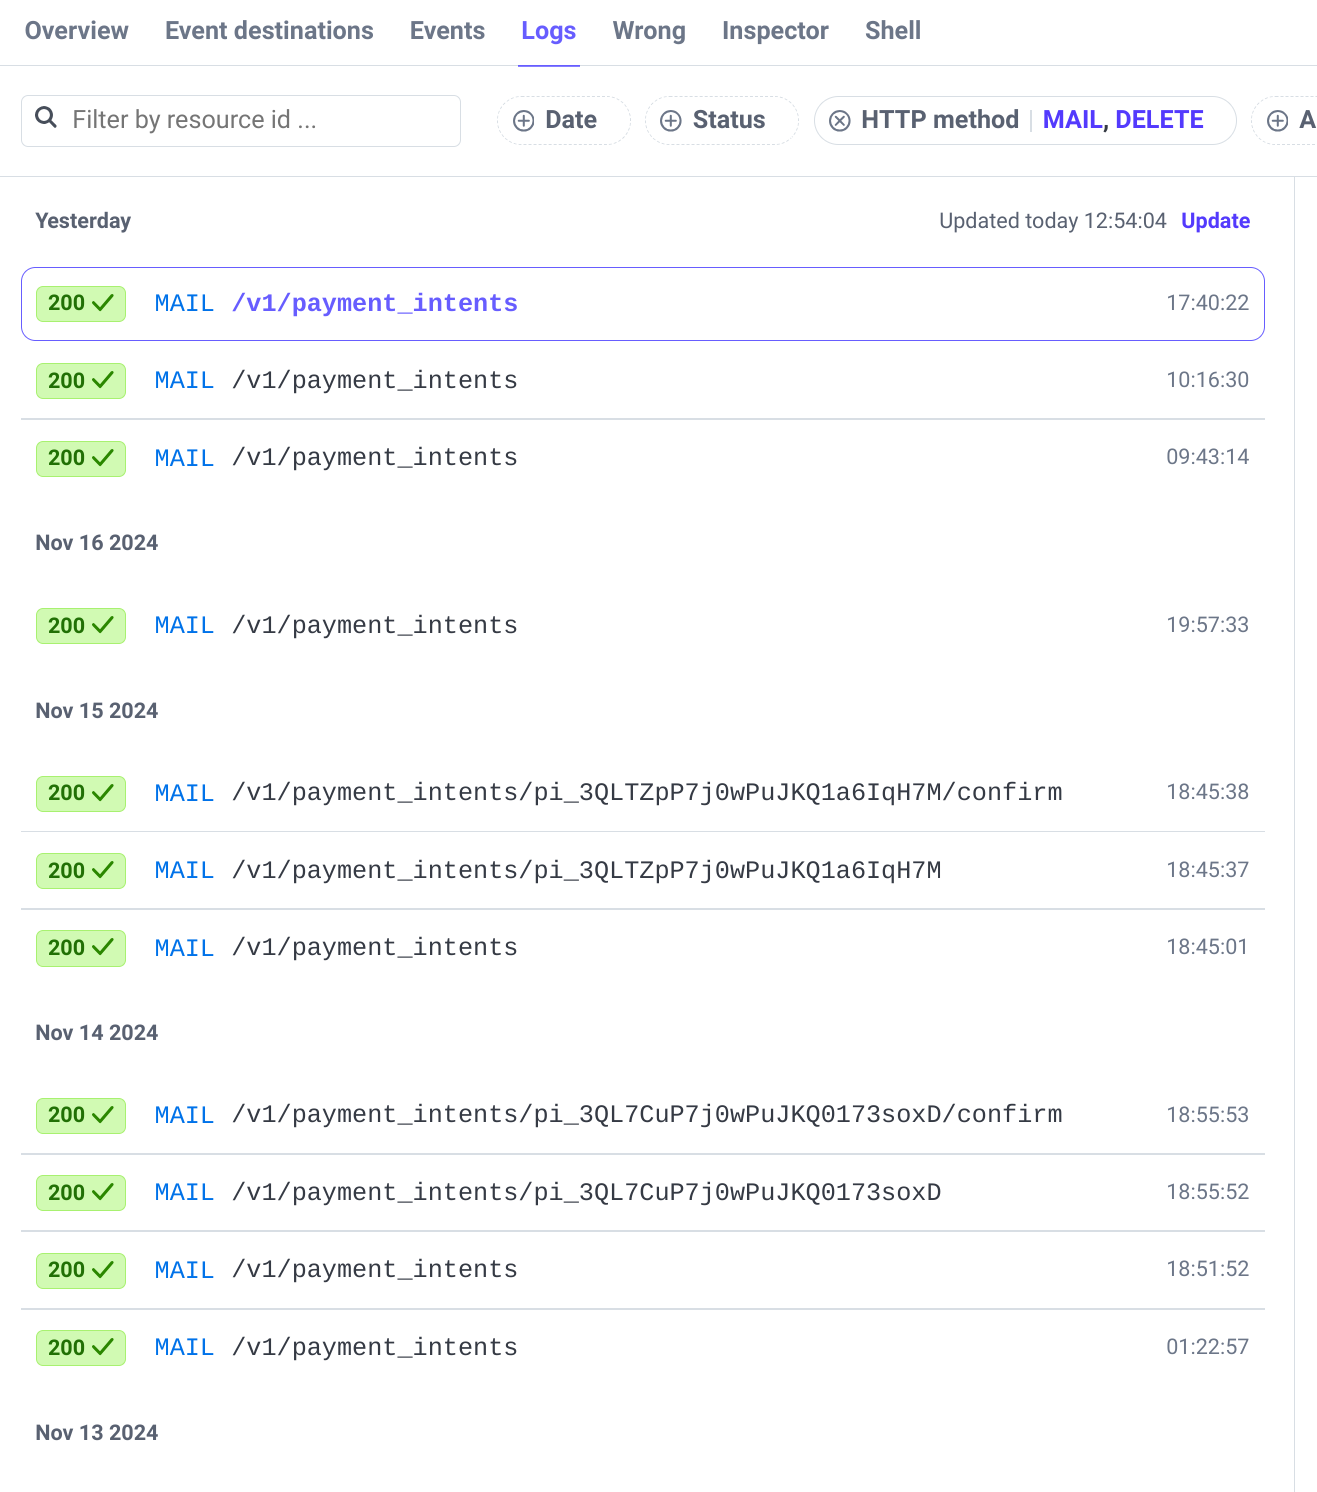 Overview Event destinations Events Logs Wrong Inspector Shell
Filter by resource id ... Date Status HTTP method MAIL, DELETE A
Yesterday Updated today 12:54:04 Update
200 MAIL /v1/payment_intents 17:40:22
200 MAIL /v1/payment_intents 10:16:30
200 MAIL /v1/payment_intents 09:43:14
Nov 16 2024
200 MAIL /v1/payment_intents 19:57:33
Nov 15 2024
200 MAIL /v1/payment_intents/pi_3QLTZpP7j0wPuJKQ1a6IqH7M/confirm 18:45:38
200 MAIL /v1/payment_intents/pi_3QLTZpP7j0wPuJKQ1a6IqH7M 18:45:37
200 MAIL /v1/payment_intents 18:45:01
Nov 14 2024
200 MAIL /v1/payment_intents/pi_3QL7CuP7j0wPuJKQ0173soxD/confirm 18:55:53
200 MAIL /v1/payment_intents/pi_3QL7CuP7j0wPuJKQ0173soxD 18:55:52
200 MAIL /v1/payment_intents 18:51:52
200 MAIL /v1/payment_intents 01:22:57
Nov 13 2024